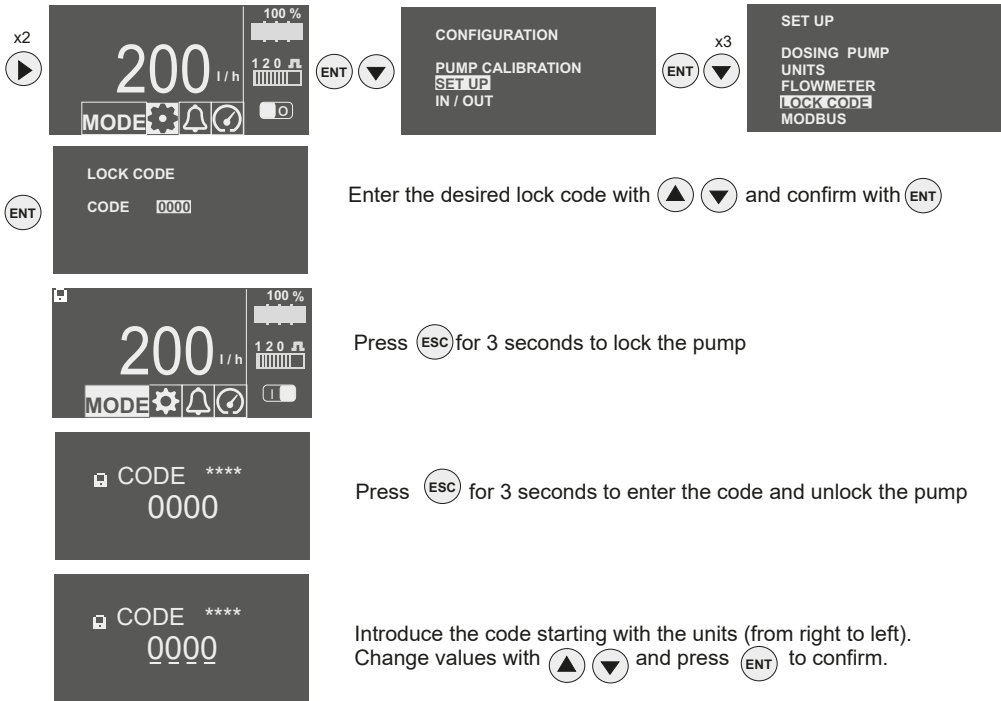 x2
100 %
200 l / h
1 2 0
O
MODE
ENT
CONFIGURATION
PUMP CALIBRATION
SET UP
IN / OUT
ENT
x3
SET UP
DOSING PUMP
UNITS
FLOWMETER
LOCK CODE
MODBUS
ENT
LOCK CODE
CODE 0000
Enter the desired lock code with and confirm with ENT
100 %
200 l / h
1 2 0
I
MODE
Press ESC for 3 seconds to lock the pump
CODE ****
0000
Press ESC for 3 seconds to enter the code and unlock the pump
CODE ****
0000
Introduce the code starting with the units (from right to left).
Change values with and press ENT to confirm.